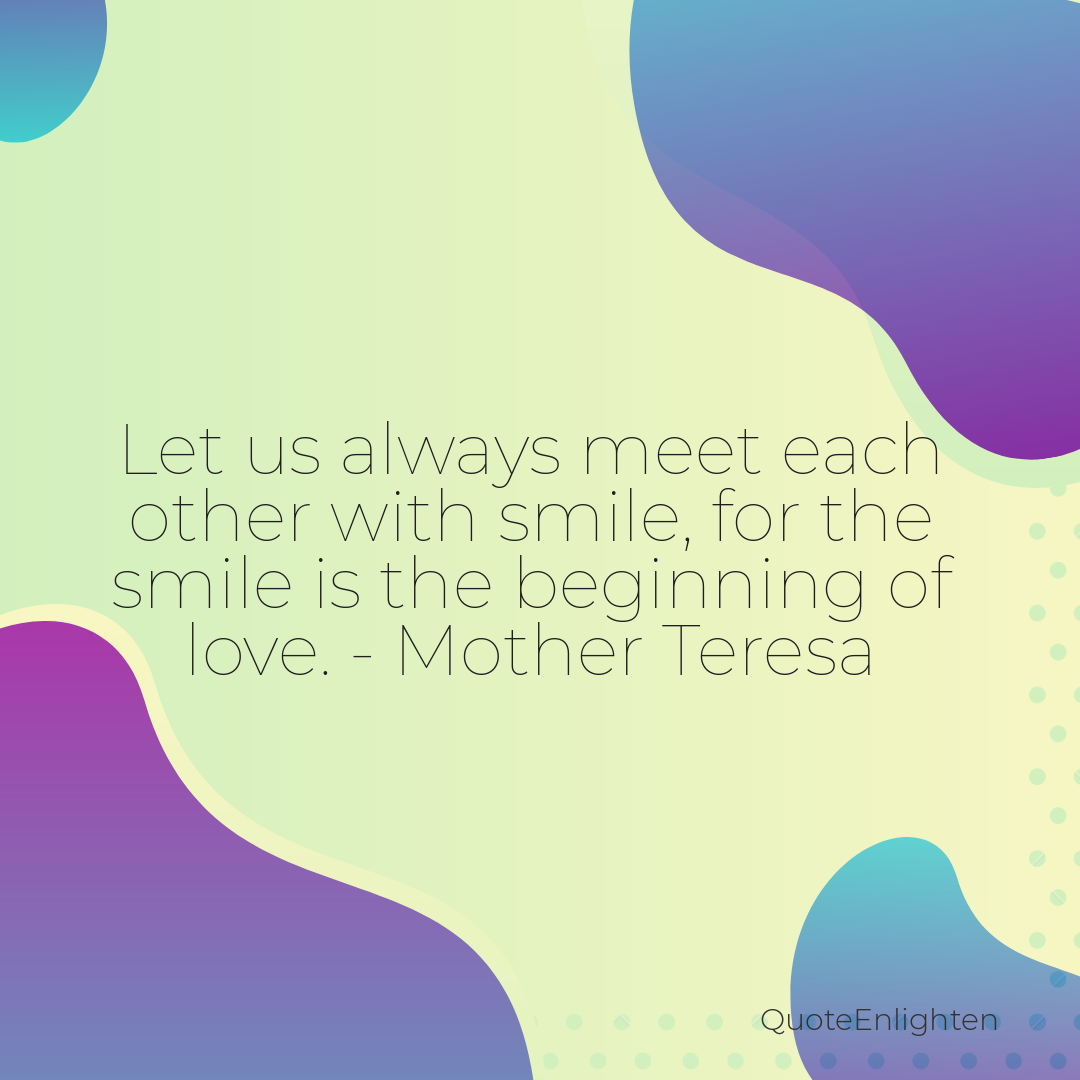 Let us always meet each
other with smile, for the
smile is the beginning of
love. - Mother Teresa
QuoteEnlighten